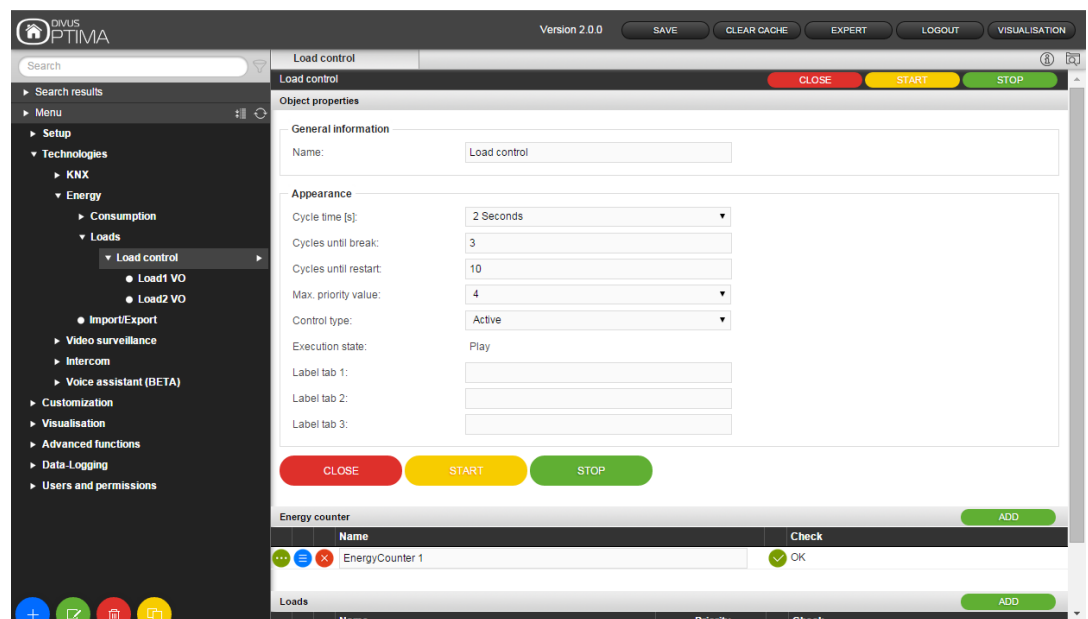 DIVUS
OPTIMA
Version 2.0.0
SAVE
CLEAR CACHE
EXPERT
LOGOUT
VISUALISATION
Search
Search results
Menu
Setup
Technologies
KNX
Energy
Consumption
Loads
Load control
Load1 VO
Load2 VO
Import/Export
Video surveillance
Intercom
Voice assistant (BETA)
Customization
Visualisation
Advanced functions
Data-Logging
Users and permissions
Load control
Load control
CLOSE
START
STOP
Object properties
General information
Name: Load control
Appearance
Cycle time [s]: 2 Seconds
Cycles until break: 3
Cycles until restart: 10
Max. priority value: 4
Control type: Active
Execution state: Play
Label tab 1:
Label tab 2:
Label tab 3:
CLOSE
START
STOP
Energy counter
ADD
Name Check
EnergyCounter 1 OK
Loads
ADD
Name Priority Check